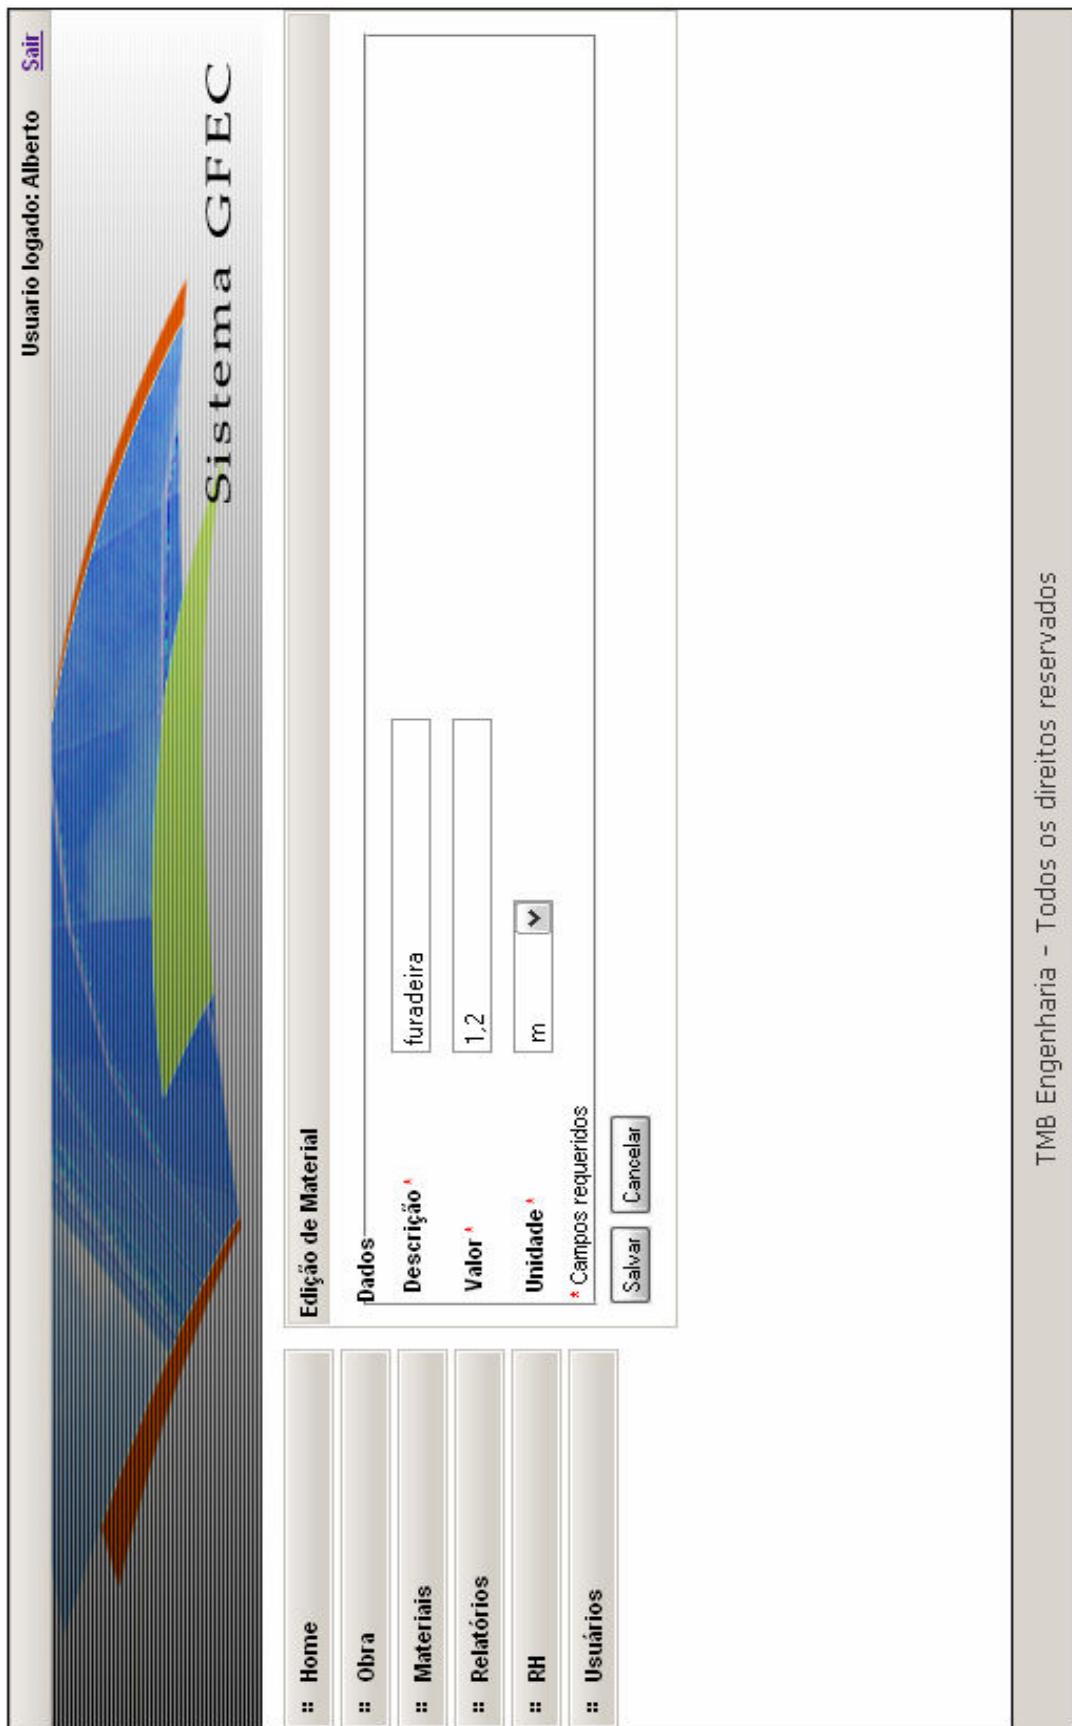 Usuario logado: Alberto Sair
Sistema GFEC
:: Home
:: Obra
:: Materiais
:: Relatórios
:: RH
:: Usuários
Edição de Material
Dados
Descrição * furadeira
Valor * 1,2
Unidade * m
* Campos requeridos
Salvar Cancelar
TMB Engenharia - Todos os direitos reservados